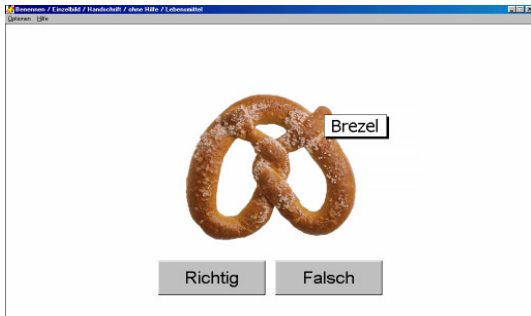 Benennen / Einzelbild / Handschrift / ohne Hilfe / Lebensmittel
Optionen Hilfe
Brezel
Richtig Falsch